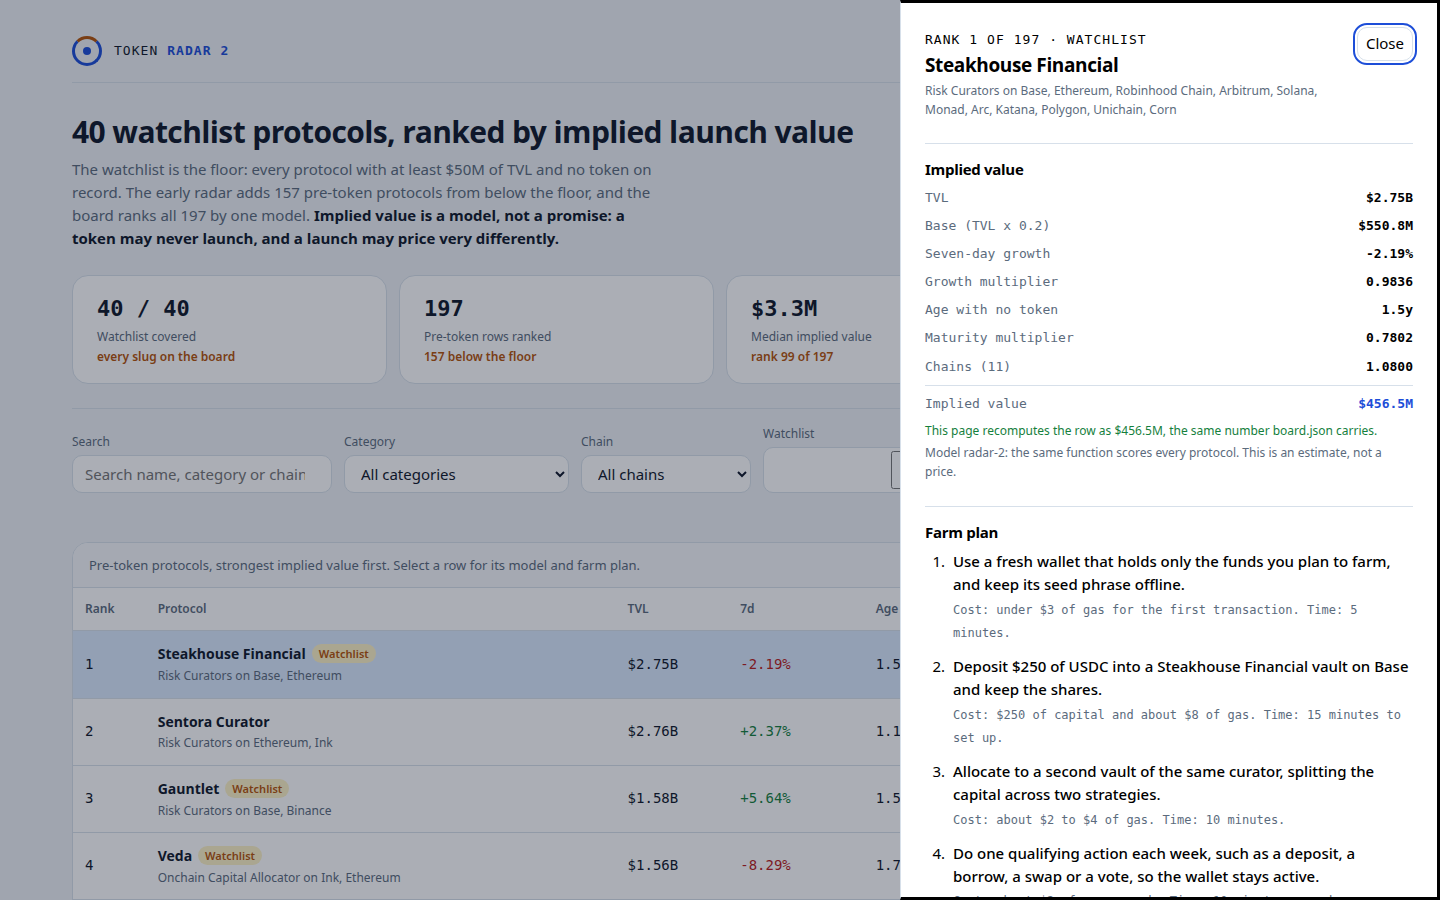 TOKEN RADAR 2
40 watchlist protocols, ranked by implied launch value
The watchlist is the floor: every protocol with at least $50M of TVL and no token on
record. The early radar adds 157 pre-token protocols from below the floor, and the
board ranks all 197 by one model. Implied value is a model, not a promise: a
token may never launch, and a launch may price very differently.
40 / 40
Watchlist covered
every slug on the board
197
Pre-token rows ranked
157 below the floor
$3.3M
Median implied value
rank 99 of 197
Search
Search name, category or chain
Category
All categories
Chain
All chains
Watchlist
Pre-token protocols, strongest implied value first. Select a row for its model and farm plan.
Rank Protocol TVL 7d Age
1 Steakhouse Financial Watchlist $2.75B -2.19% 1.5
Risk Curators on Base, Ethereum
2 Sentora Curator $2.76B +2.37% 1.1
Risk Curators on Ethereum, Ink
3 Gauntlet Watchlist $1.58B +5.64% 1.5
Risk Curators on Base, Binance
4 Veda Watchlist $1.56B -8.29% 1.7
Onchain Capital Allocator on Ink, Ethereum
RANK 1 OF 197 · WATCHLIST
Close
Steakhouse Financial
Risk Curators on Base, Ethereum, Robinhood Chain, Arbitrum, Solana,
Monad, Arc, Katana, Polygon, Unichain, Corn
Implied value
TVL $2.75B
Base (TVL x 0.2) $550.8M
Seven-day growth -2.19%
Growth multiplier 0.9836
Age with no token 1.5y
Maturity multiplier 0.7802
Chains (11) 1.0800
Implied value $456.5M
This page recomputes the row as $456.5M, the same number board.json carries.
Model radar-2: the same function scores every protocol. This is an estimate, not a
price.
Farm plan
1. Use a fresh wallet that holds only the funds you plan to farm,
and keep its seed phrase offline.
Cost: under $3 of gas for the first transaction. Time: 5
minutes.
2. Deposit $250 of USDC into a Steakhouse Financial vault on Base
and keep the shares.
Cost: $250 of capital and about $8 of gas. Time: 15 minutes to
set up.
3. Allocate to a second vault of the same curator, splitting the
capital across two strategies.
Cost: about $2 to $4 of gas. Time: 10 minutes.
4. Do one qualifying action each week, such as a deposit, a
borrow, a swap or a vote, so the wallet stays active.